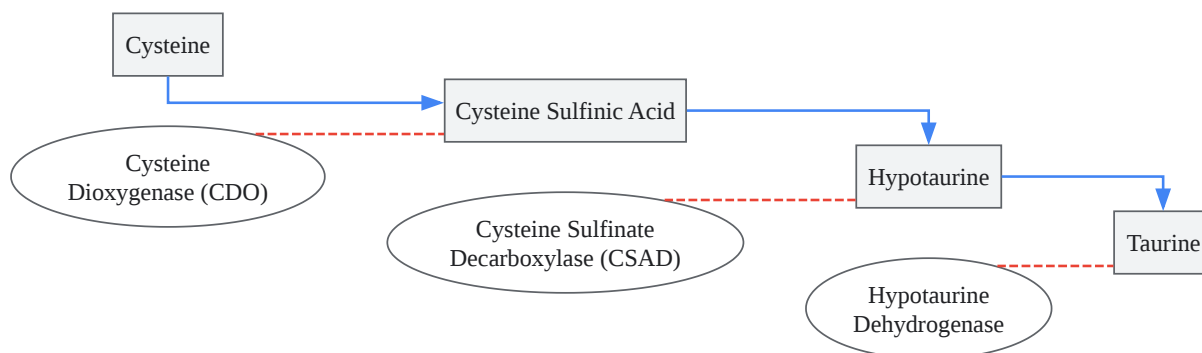 Cysteine
Cysteine Sulfinic Acid
Cysteine
Dioxygenase (CDO)
Hypotaurine
Cysteine Sulfinate
Decarboxylase (CSAD)
Taurine
Hypotaurine
Dehydrogenase